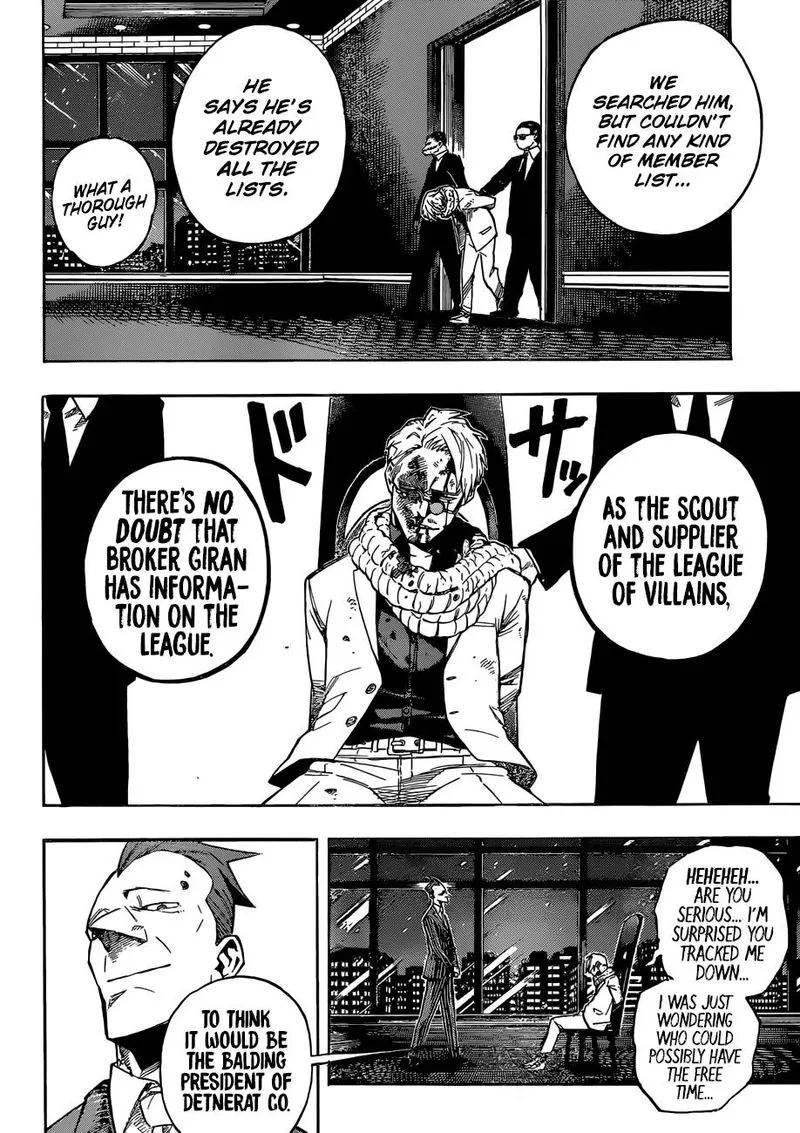 WE
SEARCHED HIM,
BUT COULDN'T
FIND ANY KIND
OF MEMBER
LIST...
HE
SAYS HE'S
ALREADY
DESTROYED
ALL THE
LISTS.
WHAT A
THOROUGH
GUY!
AS THE SCOUT
AND SUPPLIER
OF THE LEAGUE
OF VILLAINS,
ドサ
THERE'S NO
DOUBT THAT
BROKER GIRAN
HAS INFORMA-
TION ON THE
LEAGUE.
HEHEHEH...
ARE YOU
SERIOUS... I'M
SURPRISED YOU
TRACKED ME
DOWN...
I WAS JUST
WONDERING
WHO COULD
POSSIBLY HAVE
THE FREE
TIME...
TO THINK
IT WOULD BE
THE BALDING
PRESIDENT OF
DETNERAT CO.